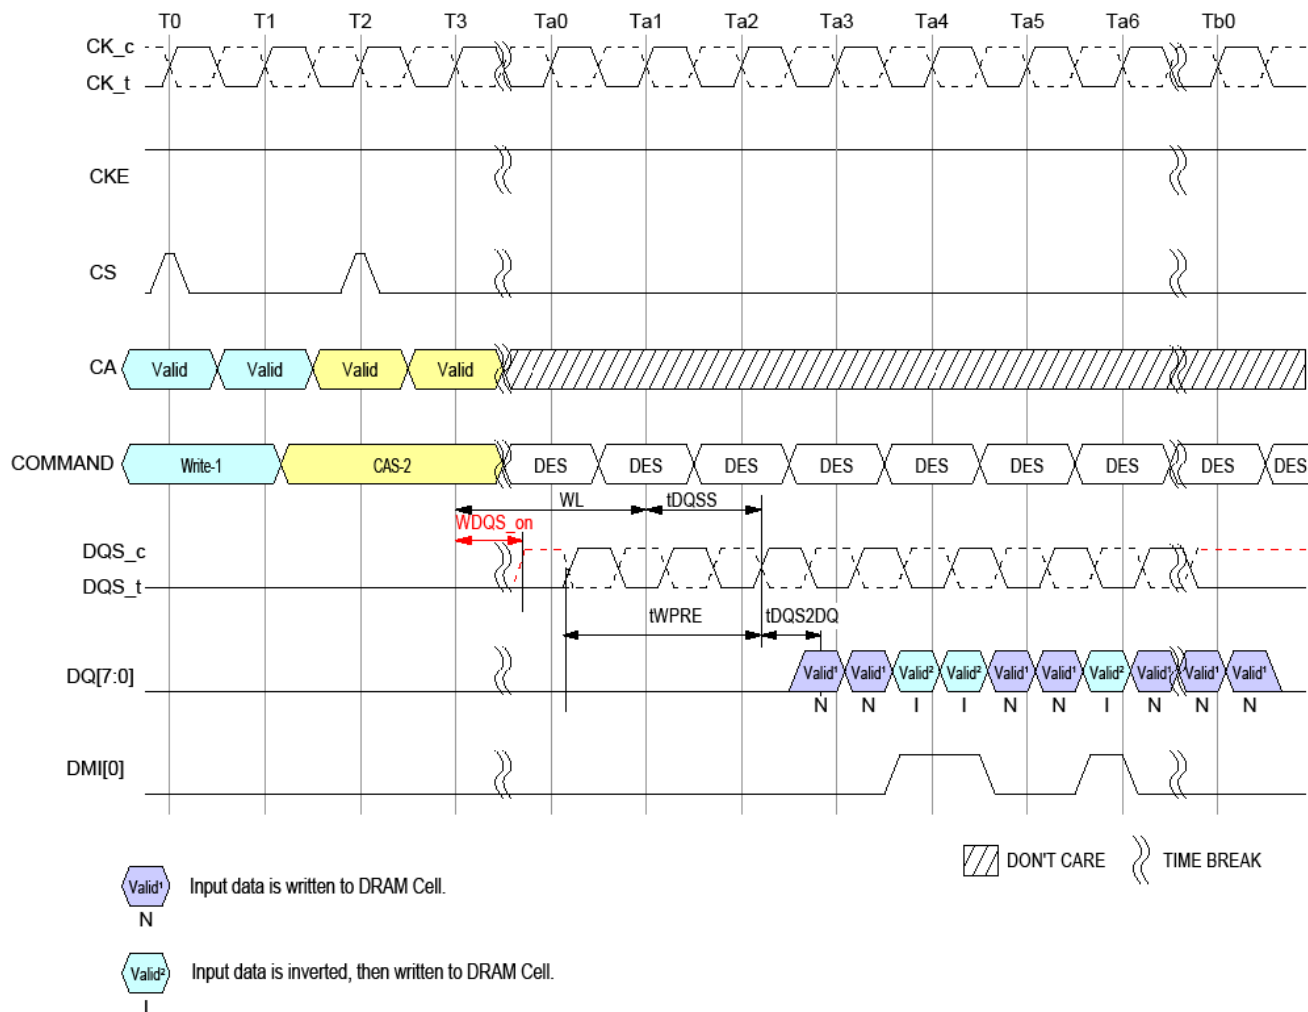 T0 T1 T2 T3 Ta0 Ta1 Ta2 Ta3 Ta4 Ta5 Ta6 Tb0
CK_c
CK_t
CKE
CS
CA Valid Valid Valid Valid
COMMAND Write-1 CAS-2 DES DES DES DES DES DES DES DES DES
WL tDQSS
WDQS_on
DQS_c
DQS_t
tWPRE tDQS2DQ
DQ[7:0] Valid¹ Valid¹ Valid² Valid² Valid¹ Valid¹ Valid² Valid¹ Valid¹ Valid¹
N N I I N N I N N N
DMI[0]
DON'T CARE TIME BREAK
Valid¹ Input data is written to DRAM Cell.
N
Valid² Input data is inverted, then written to DRAM Cell.
I